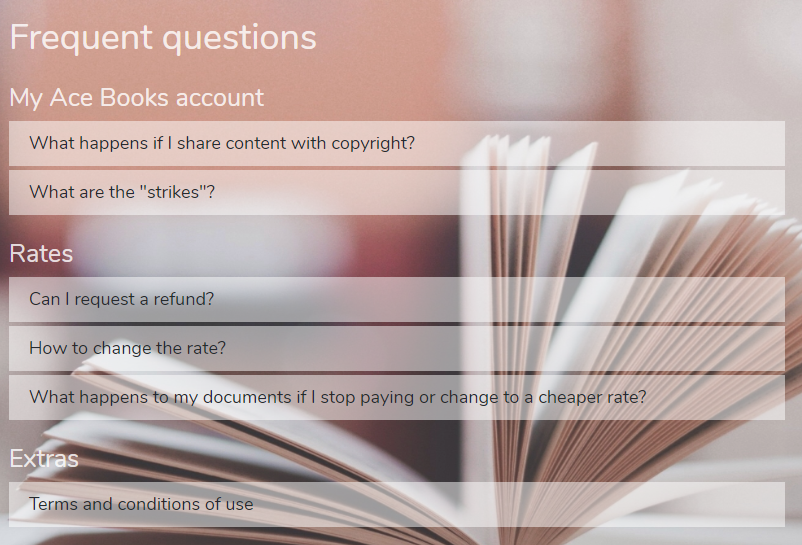 Frequent questions
My Ace Books account
What happens if I share content with copyright?
What are the "strikes"?
Rates
Can I request a refund?
How to change the rate?
What happens to my documents if I stop paying or change to a cheaper rate?
Extras
Terms and conditions of use